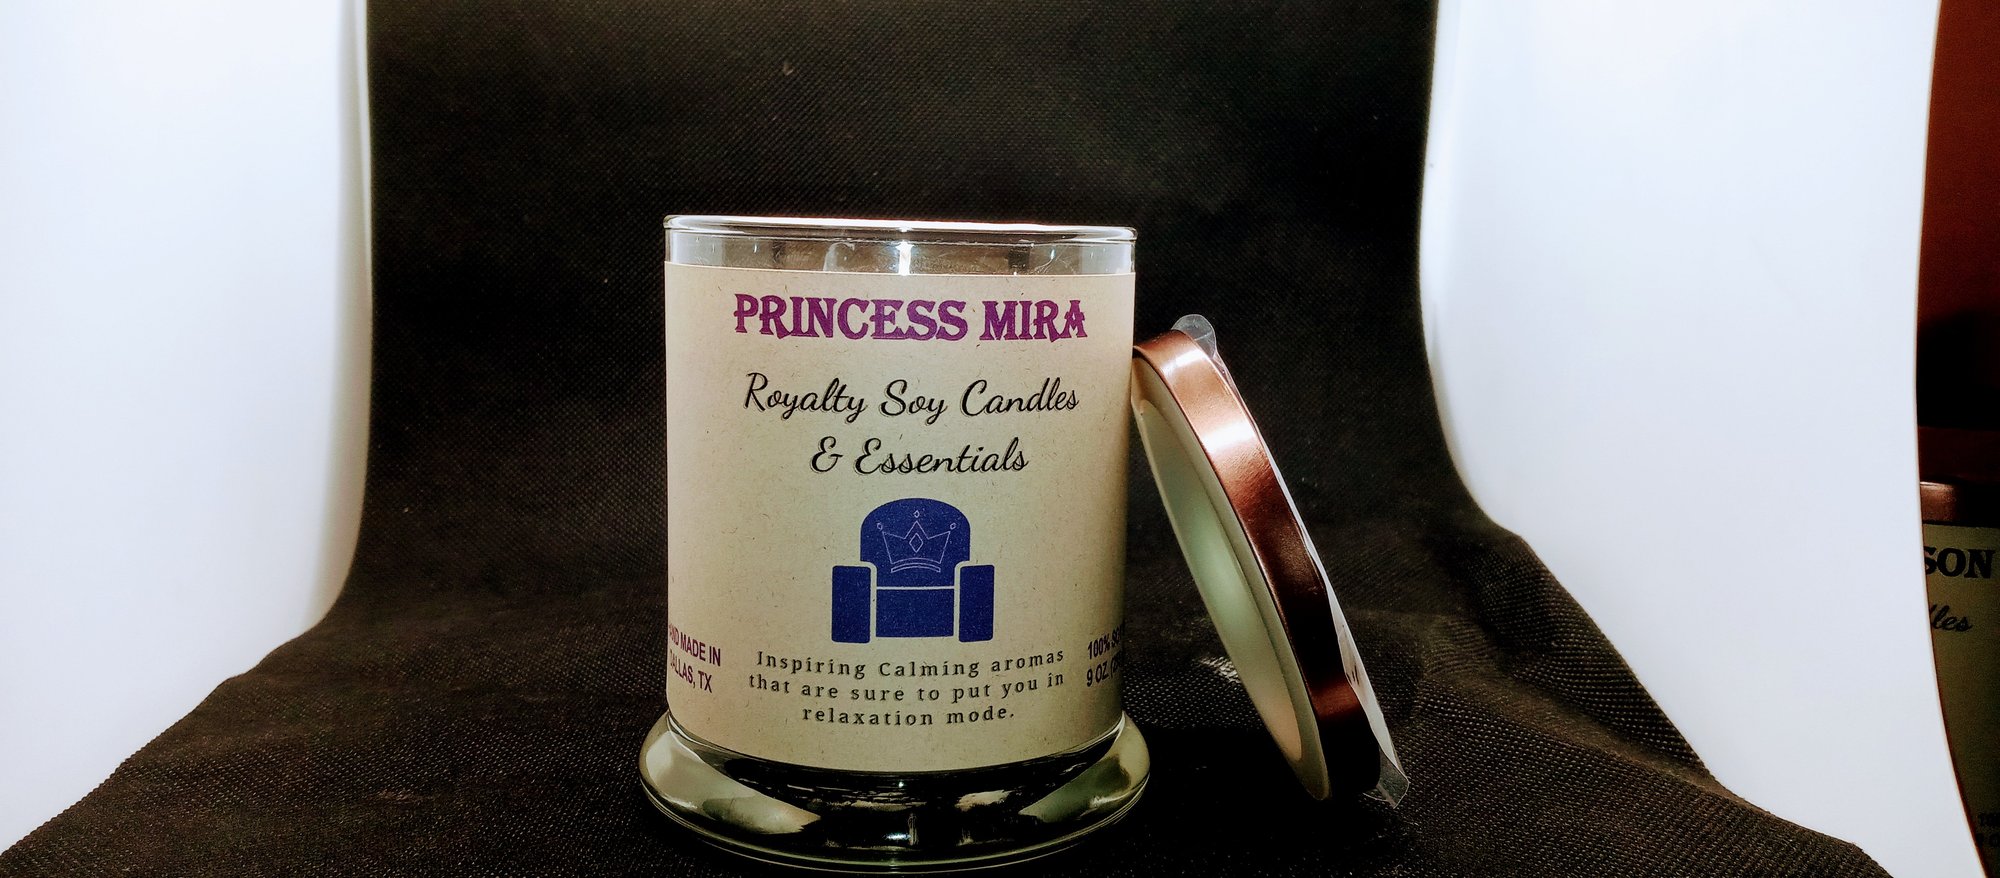 PRINCESS MIRA
Royalty Soy Candles
& Essentials
MADE IN
TX
Inspiring Calming aromas
that are sure to put you in
relaxation mode.
100%
9 OZ
SON